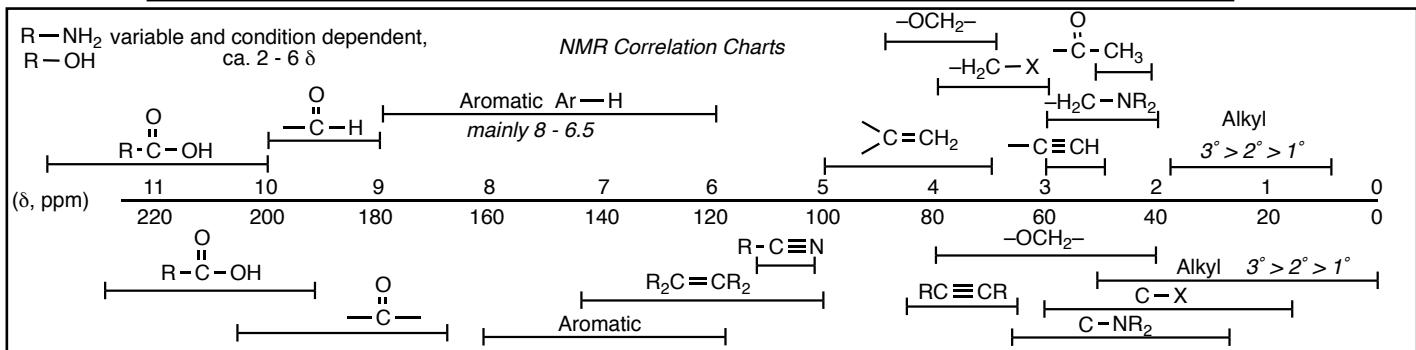 –OCH2–
R—NH2 variable and condition dependent,
R—OH ca. 2 - 6 δ
NMR Correlation Charts
O
C—CH3
–H2C—X
Aromatic Ar—H
mainly 8 - 6.5
O
C—H
–H2C—NR2
O
R—C—OH
C=CH2
C≡CH
Alkyl
3° > 2° > 1°
(δ, ppm)
11 10 9 8 7 6 5 4 3 2 1 0
220 200 180 160 140 120 100 80 60 40 20 0
O
R—C—OH
R—C≡N
–OCH2–
Alkyl 3° > 2° > 1°
O
C
R2C=CR2
RC≡CR
C—X
Aromatic
C—NR2